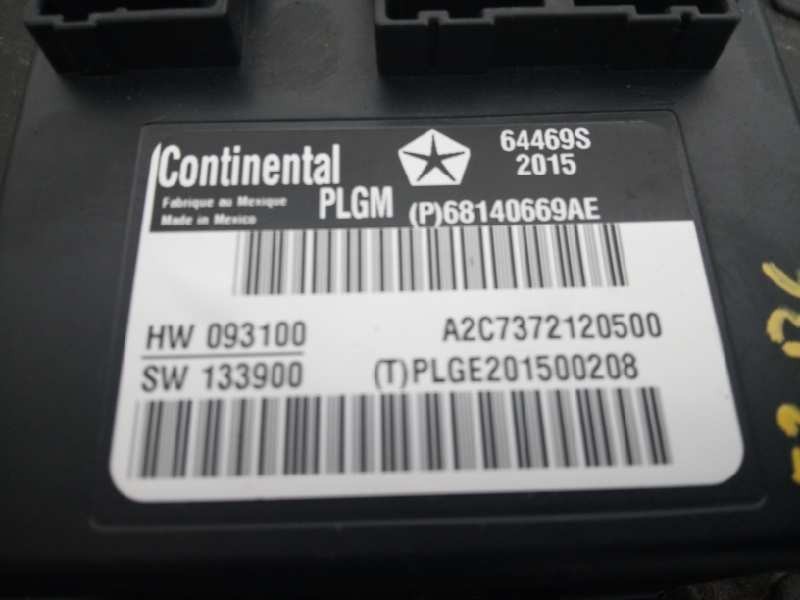 Continental
64469S
2015
Fabrique au Mexique
Made in Mexico
PLGM
(P)68140669AE
HW 093100
A2C7372120500
SW 133900
(T)PLGE201500208